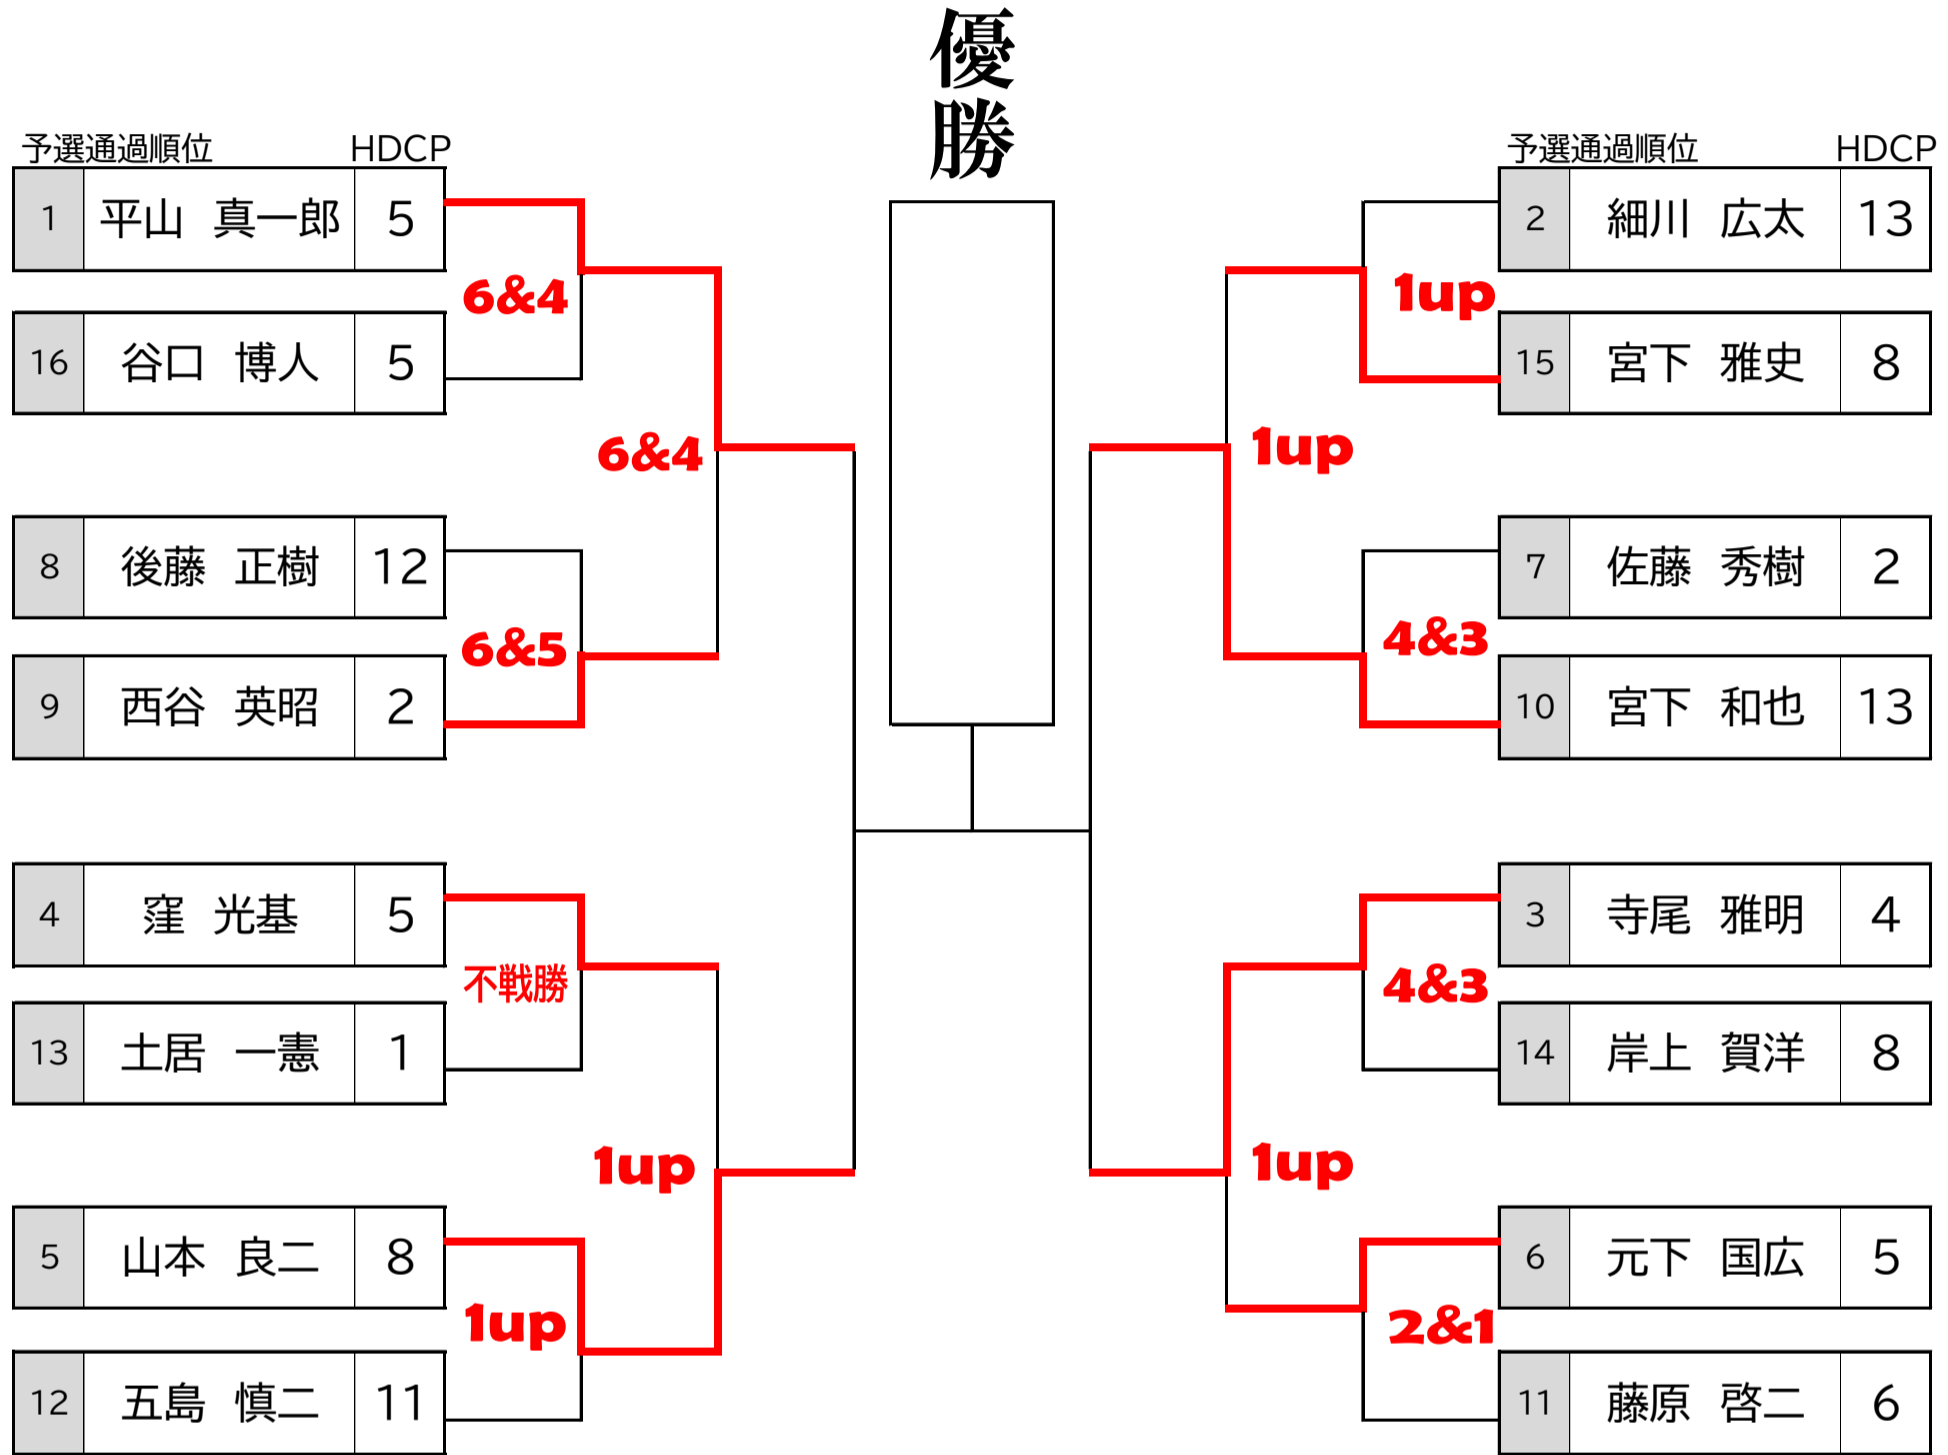 優勝
予選通過順位 HDCP
1 平山 真一郎 5
6&4
16 谷口 博人 5
6&4
8 後藤 正樹 12
6&5
9 西谷 英昭 2
4 窪 光基 5
不戦勝
13 土居 一憲 1
1up
5 山本 良二 8
1up
12 五島 慎二 11
予選通過順位 HDCP
2 細川 広太 13
1up
15 宮下 雅史 8
1up
7 佐藤 秀樹 2
4&3
10 宮下 和也 13
3 寺尾 雅明 4
4&3
14 岸上 賀洋 8
1up
6 元下 国広 5
2&1
11 藤原 啓二 6